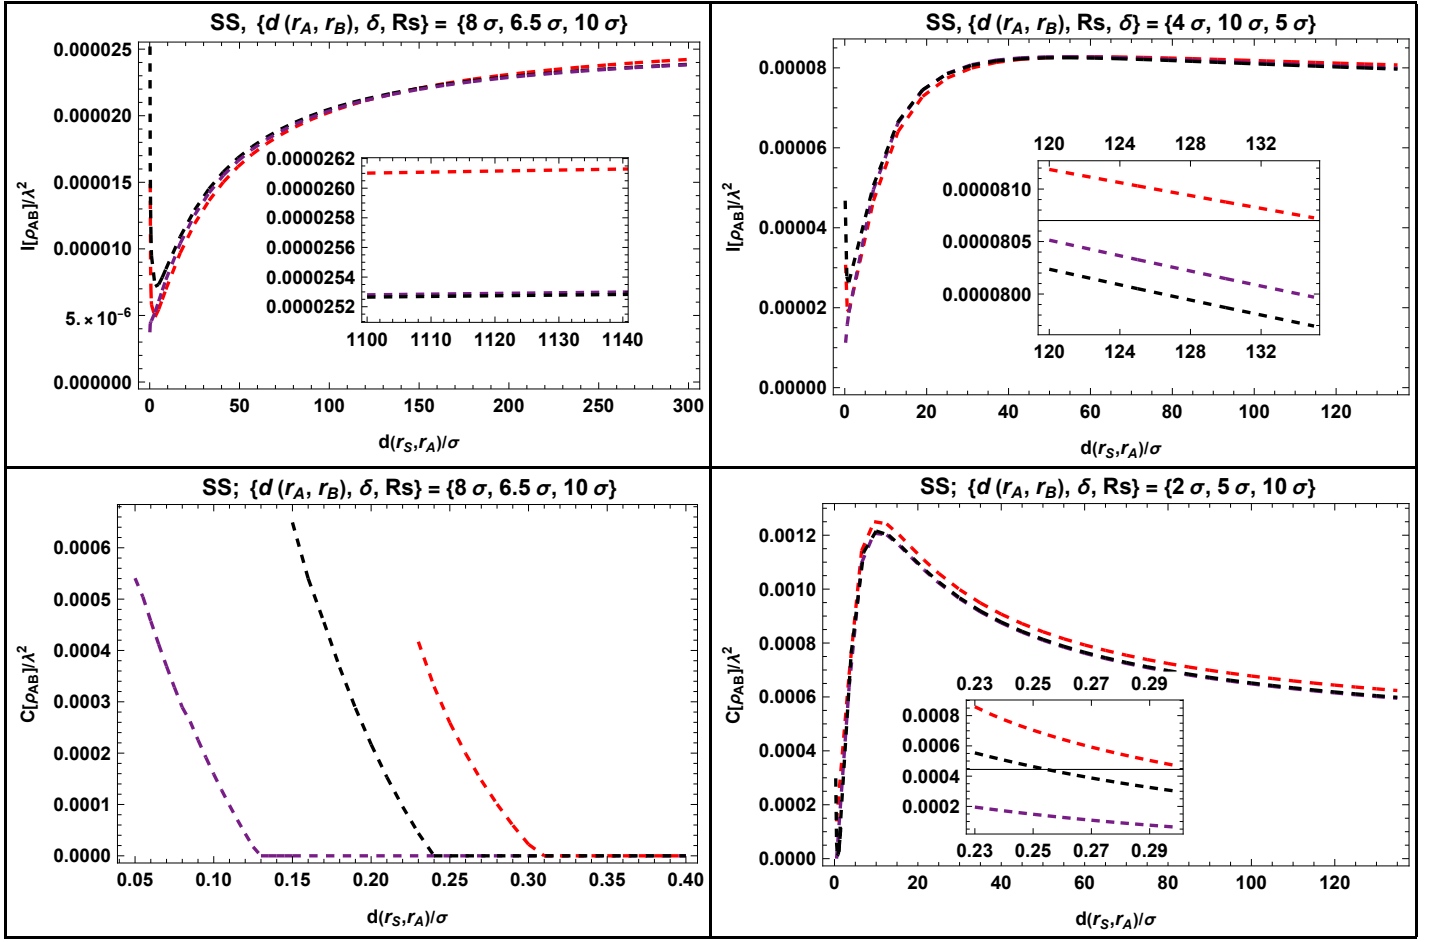 SS, {d (r_A, r_B), δ, Rs} = {8 σ, 6.5 σ, 10 σ}
0.000025
0.000020
0.000015
0.000010
5.×10⁻⁶
0.000000
I[ρ_AB]/λ²
0.0000262
0.0000260
0.0000258
0.0000256
0.0000254
0.0000252
1100 1110 1120 1130 1140
0 50 100 150 200 250 300
d(r_S,r_A)/σ
SS, {d (r_A, r_B), Rs, δ} = {4 σ, 10 σ, 5 σ}
0.00008
0.00006
0.00004
0.00002
0.00000
I[ρ_AB]/λ²
120 124 128 132
0.0000810
0.0000805
0.0000800
120 124 128 132
0 20 40 60 80 100 120
d(r_S,r_A)/σ
SS; {d (r_A, r_B), δ, Rs} = {8 σ, 6.5 σ, 10 σ}
0.0006
0.0005
0.0004
0.0003
0.0002
0.0001
0.0000
C[ρ_AB]/λ²
0.05 0.10 0.15 0.20 0.25 0.30 0.35 0.40
d(r_S,r_A)/σ
SS; {d (r_A, r_B), δ, Rs} = {2 σ, 5 σ, 10 σ}
0.0012
0.0010
0.0008
0.0006
0.0004
0.0002
0.0000
C[ρ_AB]/λ²
0.23 0.25 0.27 0.29
0.0008
0.0006
0.0004
0.0002
0.23 0.25 0.27 0.29
0 20 40 60 80 100 120
d(r_S,r_A)/σ